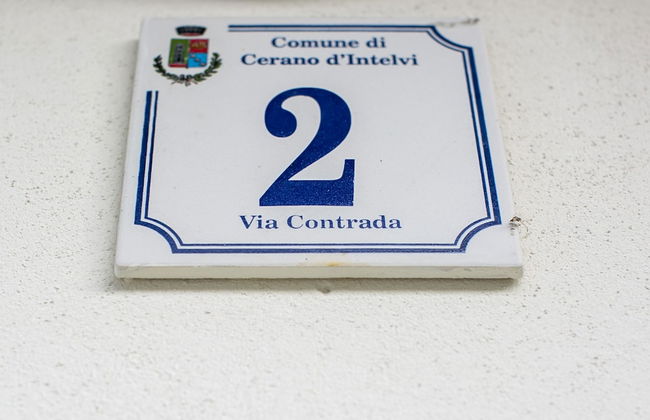 Comune di
Cerano d'Intelvi
2
Via Contrada